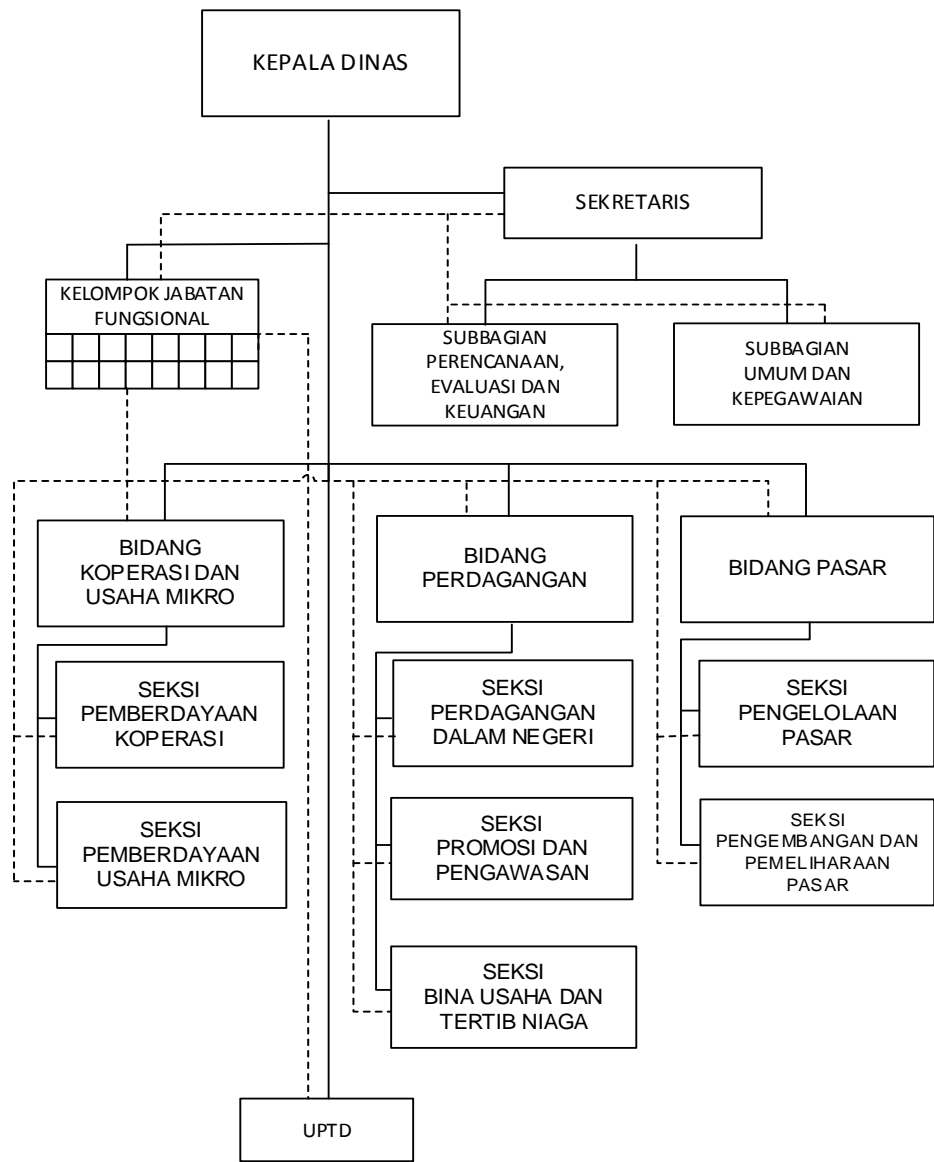 KEPALA DINAS
SEKRETARIS
KELOMPOK JABATAN
FUNGSIONAL
SUBBAGIAN
PERENCANAAN,
EVALUASI DAN
KEUANGAN
SUBBAGIAN
UMUM DAN
KEPEGAWAIAN
BIDANG
KOPERASI DAN
USAHA MIKRO
BIDANG
PERDAGANGAN
BIDANG PASAR
SEKSI
PEMBERDAYAAN
KOPERASI
SEKSI
PERDAGANGAN
DALAM NEGERI
SEKSI
PENGELOLAAN
PASAR
SEKSI
PEMBERDAYAAN
USAHA MIKRO
SEKSI
PROMOSI DAN
PENGAWASAN
SEKSI
PENGEMBANGAN DAN
PEMELIHARAAN
PASAR
SEKSI
BINA USAHA DAN
TERTIB NIAGA
UPTD